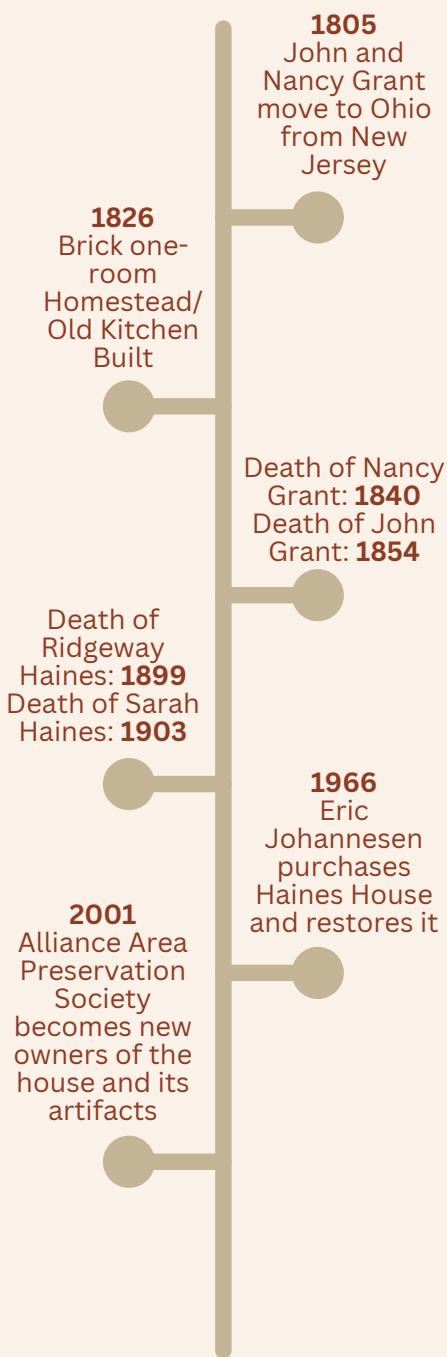 1805
John and
Nancy Grant
move to Ohio
from New
Jersey
1826
Brick one-
room
Homestead/
Old Kitchen
Built
Death of Nancy
Grant: 1840
Death of John
Grant: 1854
Death of
Ridgeway
Haines: 1899
Death of Sarah
Haines: 1903
1966
Eric
Johannesen
purchases
Haines House
and restores it
2001
Alliance Area
Preservation
Society
becomes new
owners of the
house and its
artifacts